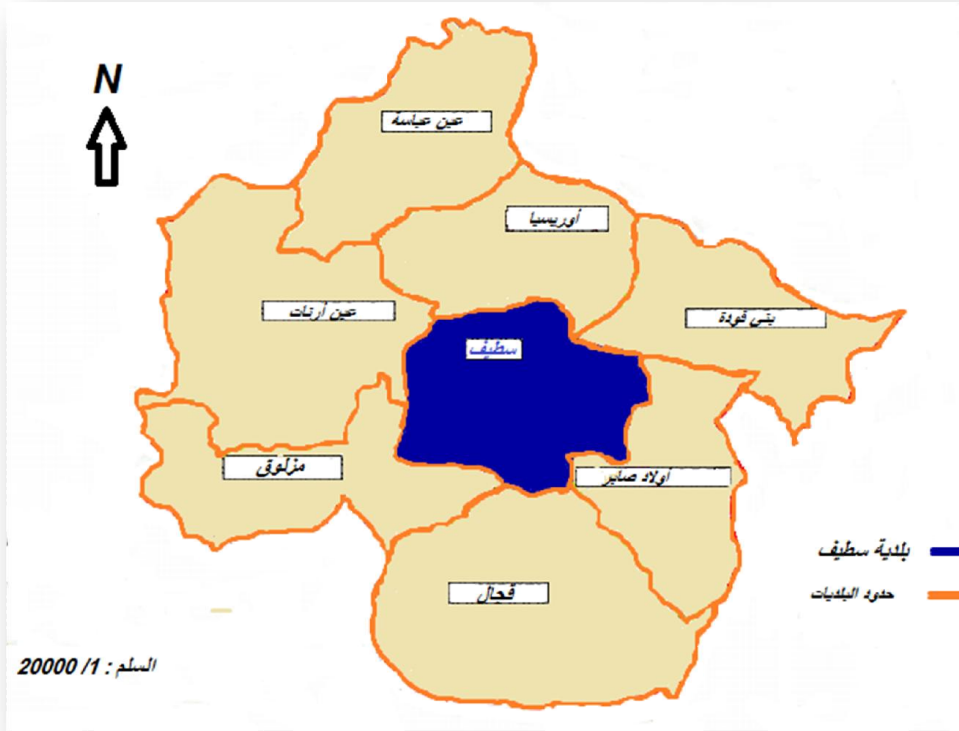 N
عين عباسة
أوريسيا
عين أرنات
بني فودة
سطيف
مزلوق
أولاد صابر
قجال
بلدية سطيف
حدود البلديات
السلم : 1/ 20000